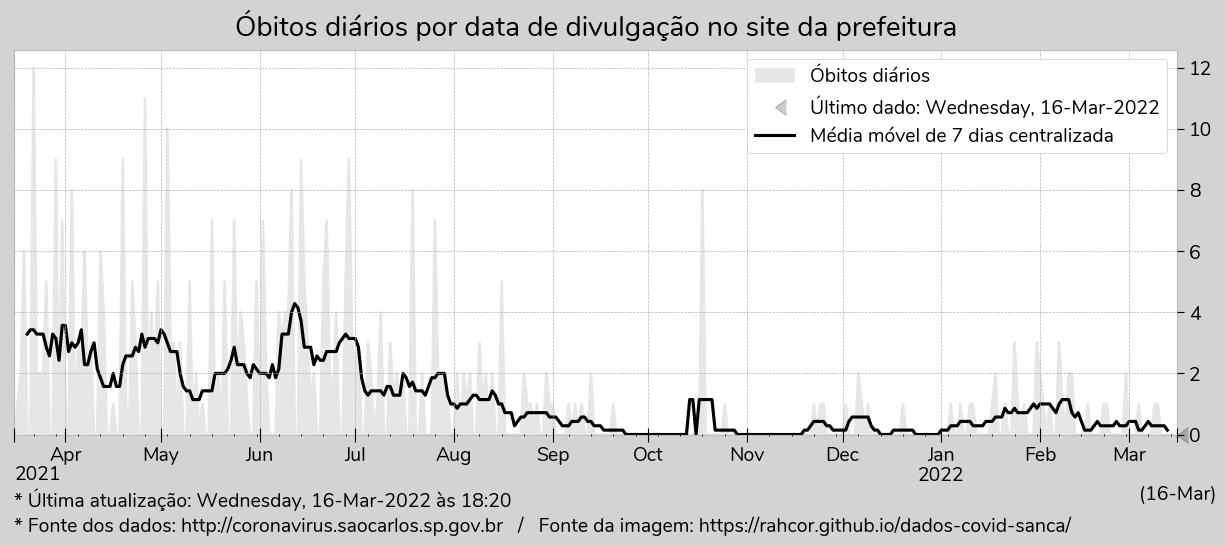 Óbitos diários por data de divulgação no site da prefeitura
Óbitos diários
Último dado: Wednesday, 16-Mar-2022
Média móvel de 7 dias centralizada
12
10
8
6
4
2
0
Apr May Jun Jul Aug Sep Oct Nov Dec Jan Feb Mar
2021 2022
(16-Mar)
* Última atualização: Wednesday, 16-Mar-2022 às 18:20
* Fonte dos dados: http://coronavirus.saocarlos.sp.gov.br / Fonte da imagem: https://rahcor.github.io/dados-covid-sanca/